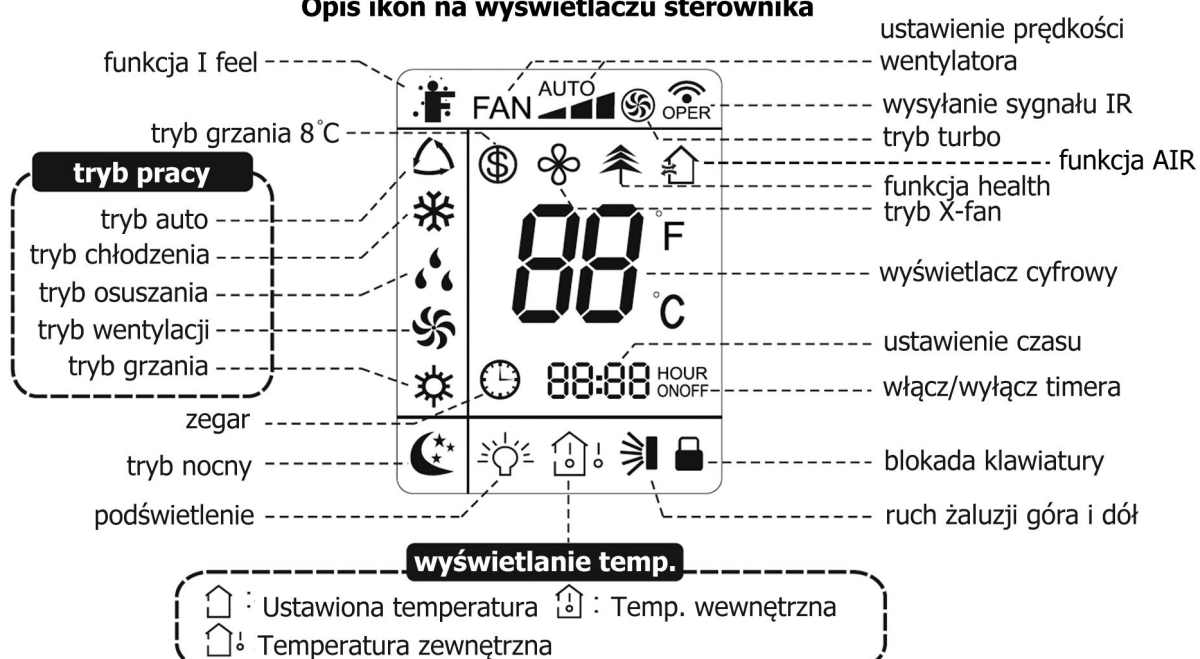 Opis ikon na wyświetlaczu sterownika
funkcja I feel
tryb grzania 8°C
tryb pracy
tryb auto
tryb chłodzenia
tryb osuszania
tryb wentylacji
tryb grzania
zegar
tryb nocny
podświetlenie
F
FAN
AUTO
OPER
$
88
°F
°C
88:88
HOUR
ONOFF
ustawienie prędkości
wentylatora
wysyłanie sygnału IR
tryb turbo
funkcja AIR
funkcja health
tryb X-fan
wyświetlacz cyfrowy
ustawienie czasu
włącz/wyłącz timera
blokada klawiatury
ruch żaluzji góra i dół
wyświetlanie temp.
: Ustawiona temperatura : Temp. wewnętrzna
Temperatura zewnętrzna